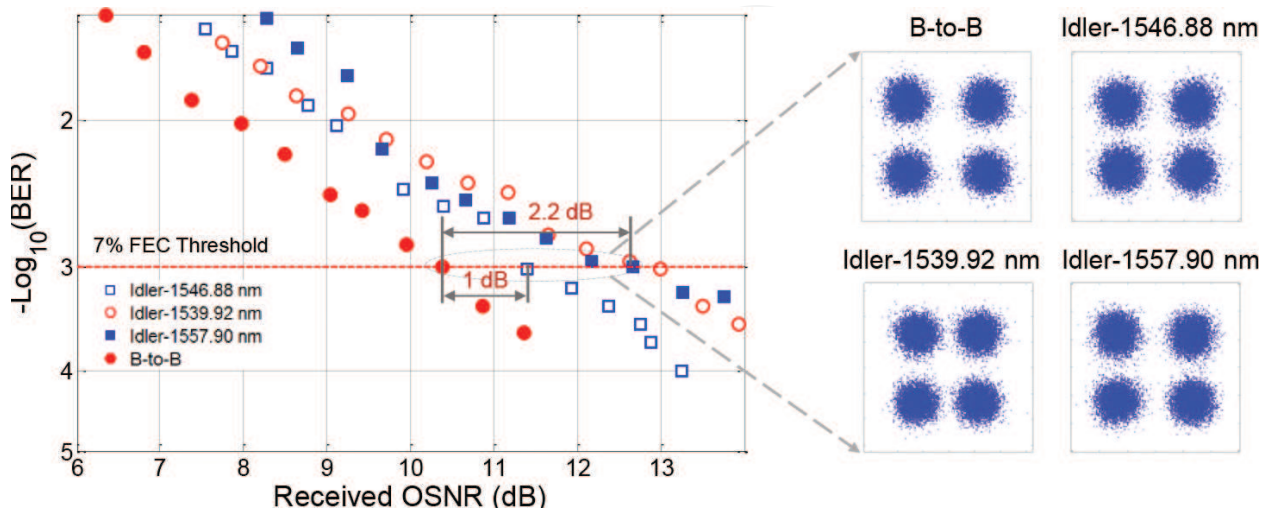 B-to-B
Idler-1546.88 nm
2
-Log10(BER)
2.2 dB
7% FEC Threshold
3
1 dB
Idler-1546.88 nm
Idler-1539.92 nm
Idler-1557.90 nm
B-to-B
4
5
6 7 8 9 10 11 12 13
Received OSNR (dB)
Idler-1539.92 nm
Idler-1557.90 nm